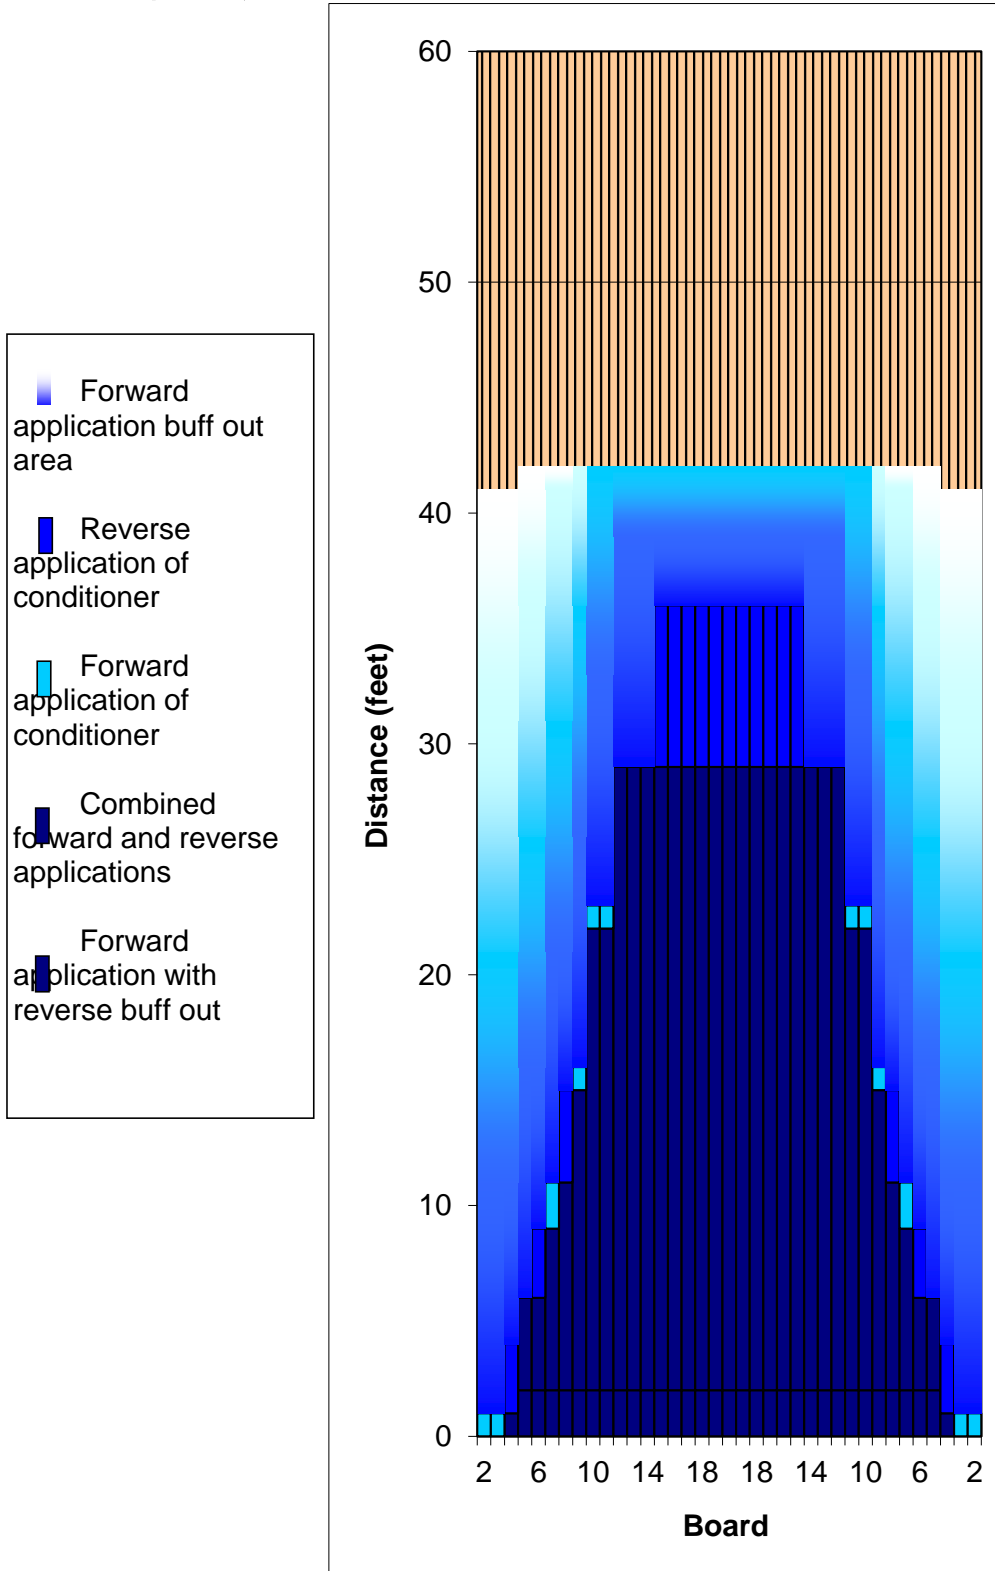 Forward
application buff out
area
Reverse
application of
conditioner
Forward
application of
conditioner
Combined
forward and reverse
applications
Forward
application with
reverse buff out
60
50
40
30
20
10
0
Distance (feet)
2 6 10 14 18 18 14 10 6 2
Board